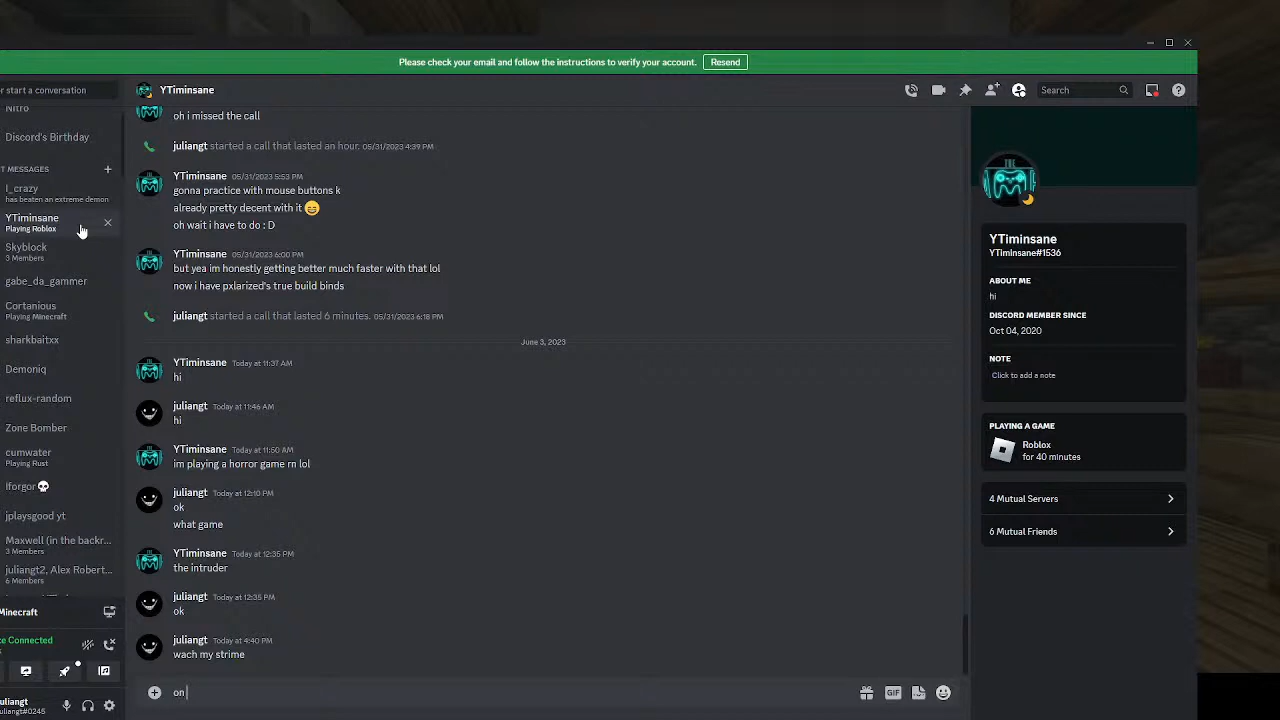 Please check your email and follow the instructions to verify your account. Resend
or start a conversation
YTiminsane
Search
Nitro
Discord's Birthday
T MESSAGES
I_crazy
has beaten an extreme demon
YTiminsane
Playing Roblox
Skyblock
3 Members
gabe_da_gammer
Cortanious
Playing Minecraft
sharkbaitxx
Demoniq
reflux-random
Zone Bomber
cumwater
Playing Rust
Iforgor💀
jplaysgood yt
Maxwell (in the backr...
3 Members
juliangt2, Alex Robert...
6 Members
Minecraft
ce Connected
juliangt
juliangt#0245
oh i missed the call
juliangt started a call that lasted an hour. 05/31/2023 4:39 PM
YTiminsane 05/31/2023 5:53 PM
gonna practice with mouse buttons k
already pretty decent with it 😄
oh wait i have to do : D
YTiminsane 05/31/2023 6:00 PM
but yea im honestly getting better much faster with that lol
now i have pxlarized's true build binds
juliangt started a call that lasted 6 minutes. 05/31/2023 6:18 PM
June 3, 2023
YTiminsane Today at 11:37 AM
hi
juliangt Today at 11:46 AM
hi
YTiminsane Today at 11:50 AM
im playing a horror game rn lol
juliangt Today at 12:10 PM
ok
what game
YTiminsane Today at 12:35 PM
the intruder
juliangt Today at 12:35 PM
ok
juliangt Today at 4:40 PM
wach my strime
on
GIF
YTiminsane
YTiminsane#1536
ABOUT ME
hi
DISCORD MEMBER SINCE
Oct 04, 2020
NOTE
Click to add a note
PLAYING A GAME
Roblox
for 40 minutes
4 Mutual Servers
6 Mutual Friends